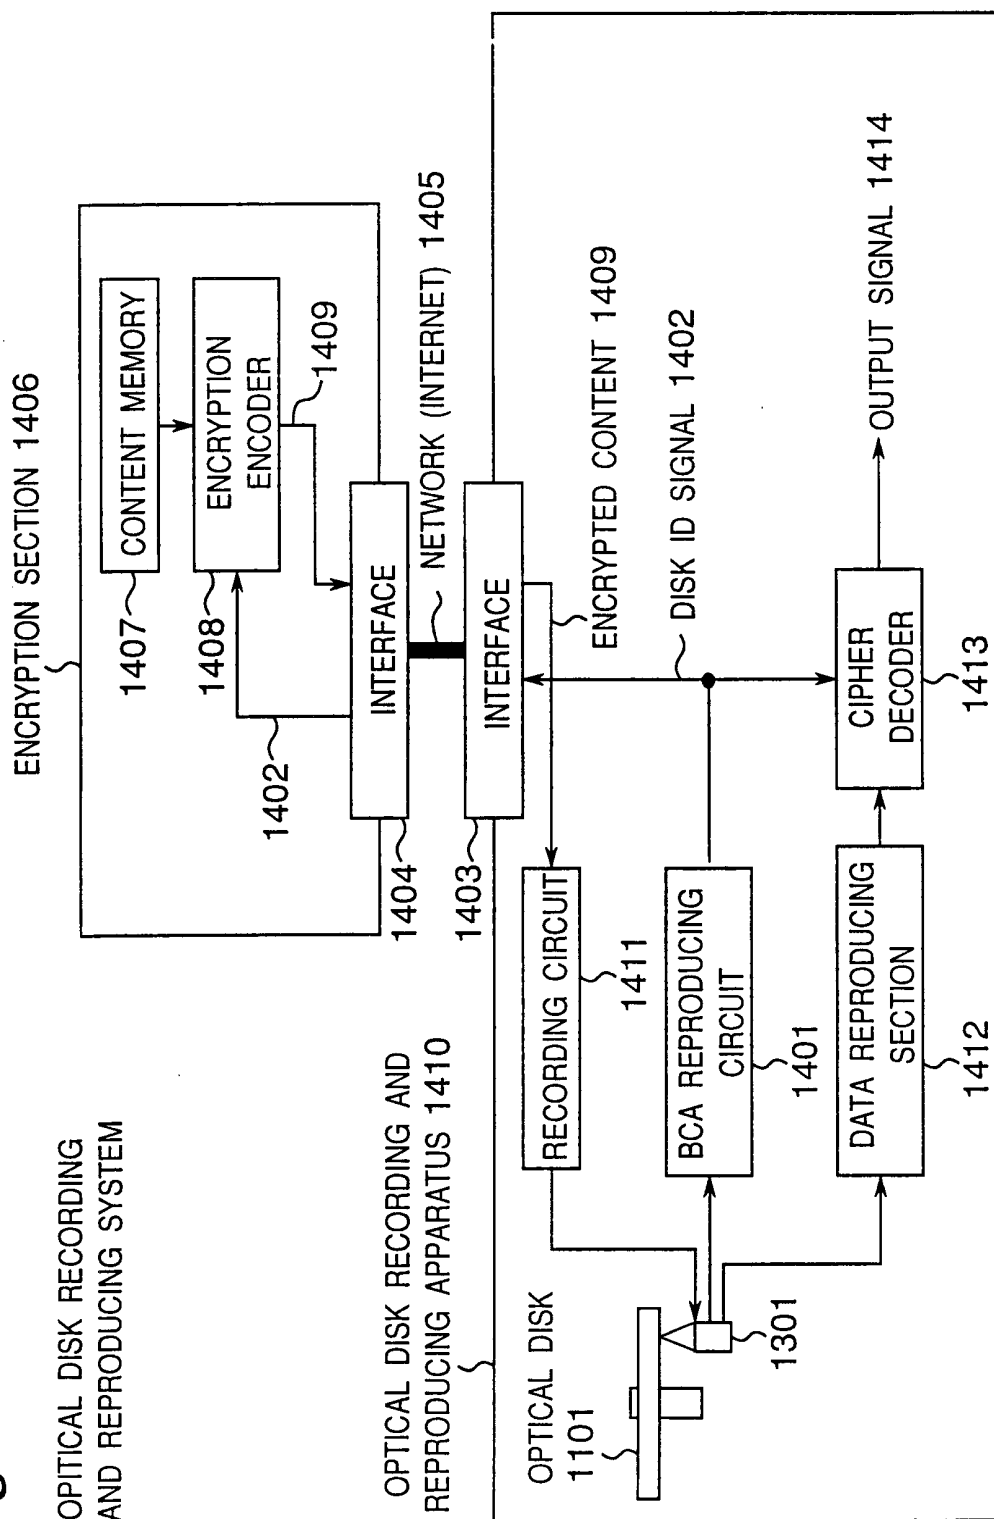 OPITICAL DISK RECORDING
AND REPRODUCING SYSTEM
ENCRYPTION SECTION 1406
1407
CONTENT MEMORY
1408
ENCRYPTION
ENCODER
1409
1402
1404
INTERFACE
NETWORK (INTERNET) 1405
1403
INTERFACE
OPTICAL DISK RECORDING AND
REPRODUCING APPARATUS 1410
ENCRYPTED CONTENT 1409
RECORDING CIRCUIT
1411
DISK ID SIGNAL 1402
OPTICAL DISK
1101
1301
BCA REPRODUCING
CIRCUIT
1401
DATA REPRODUCING
SECTION
1412
CIPHER
DECODER
1413
OUTPUT SIGNAL 1414